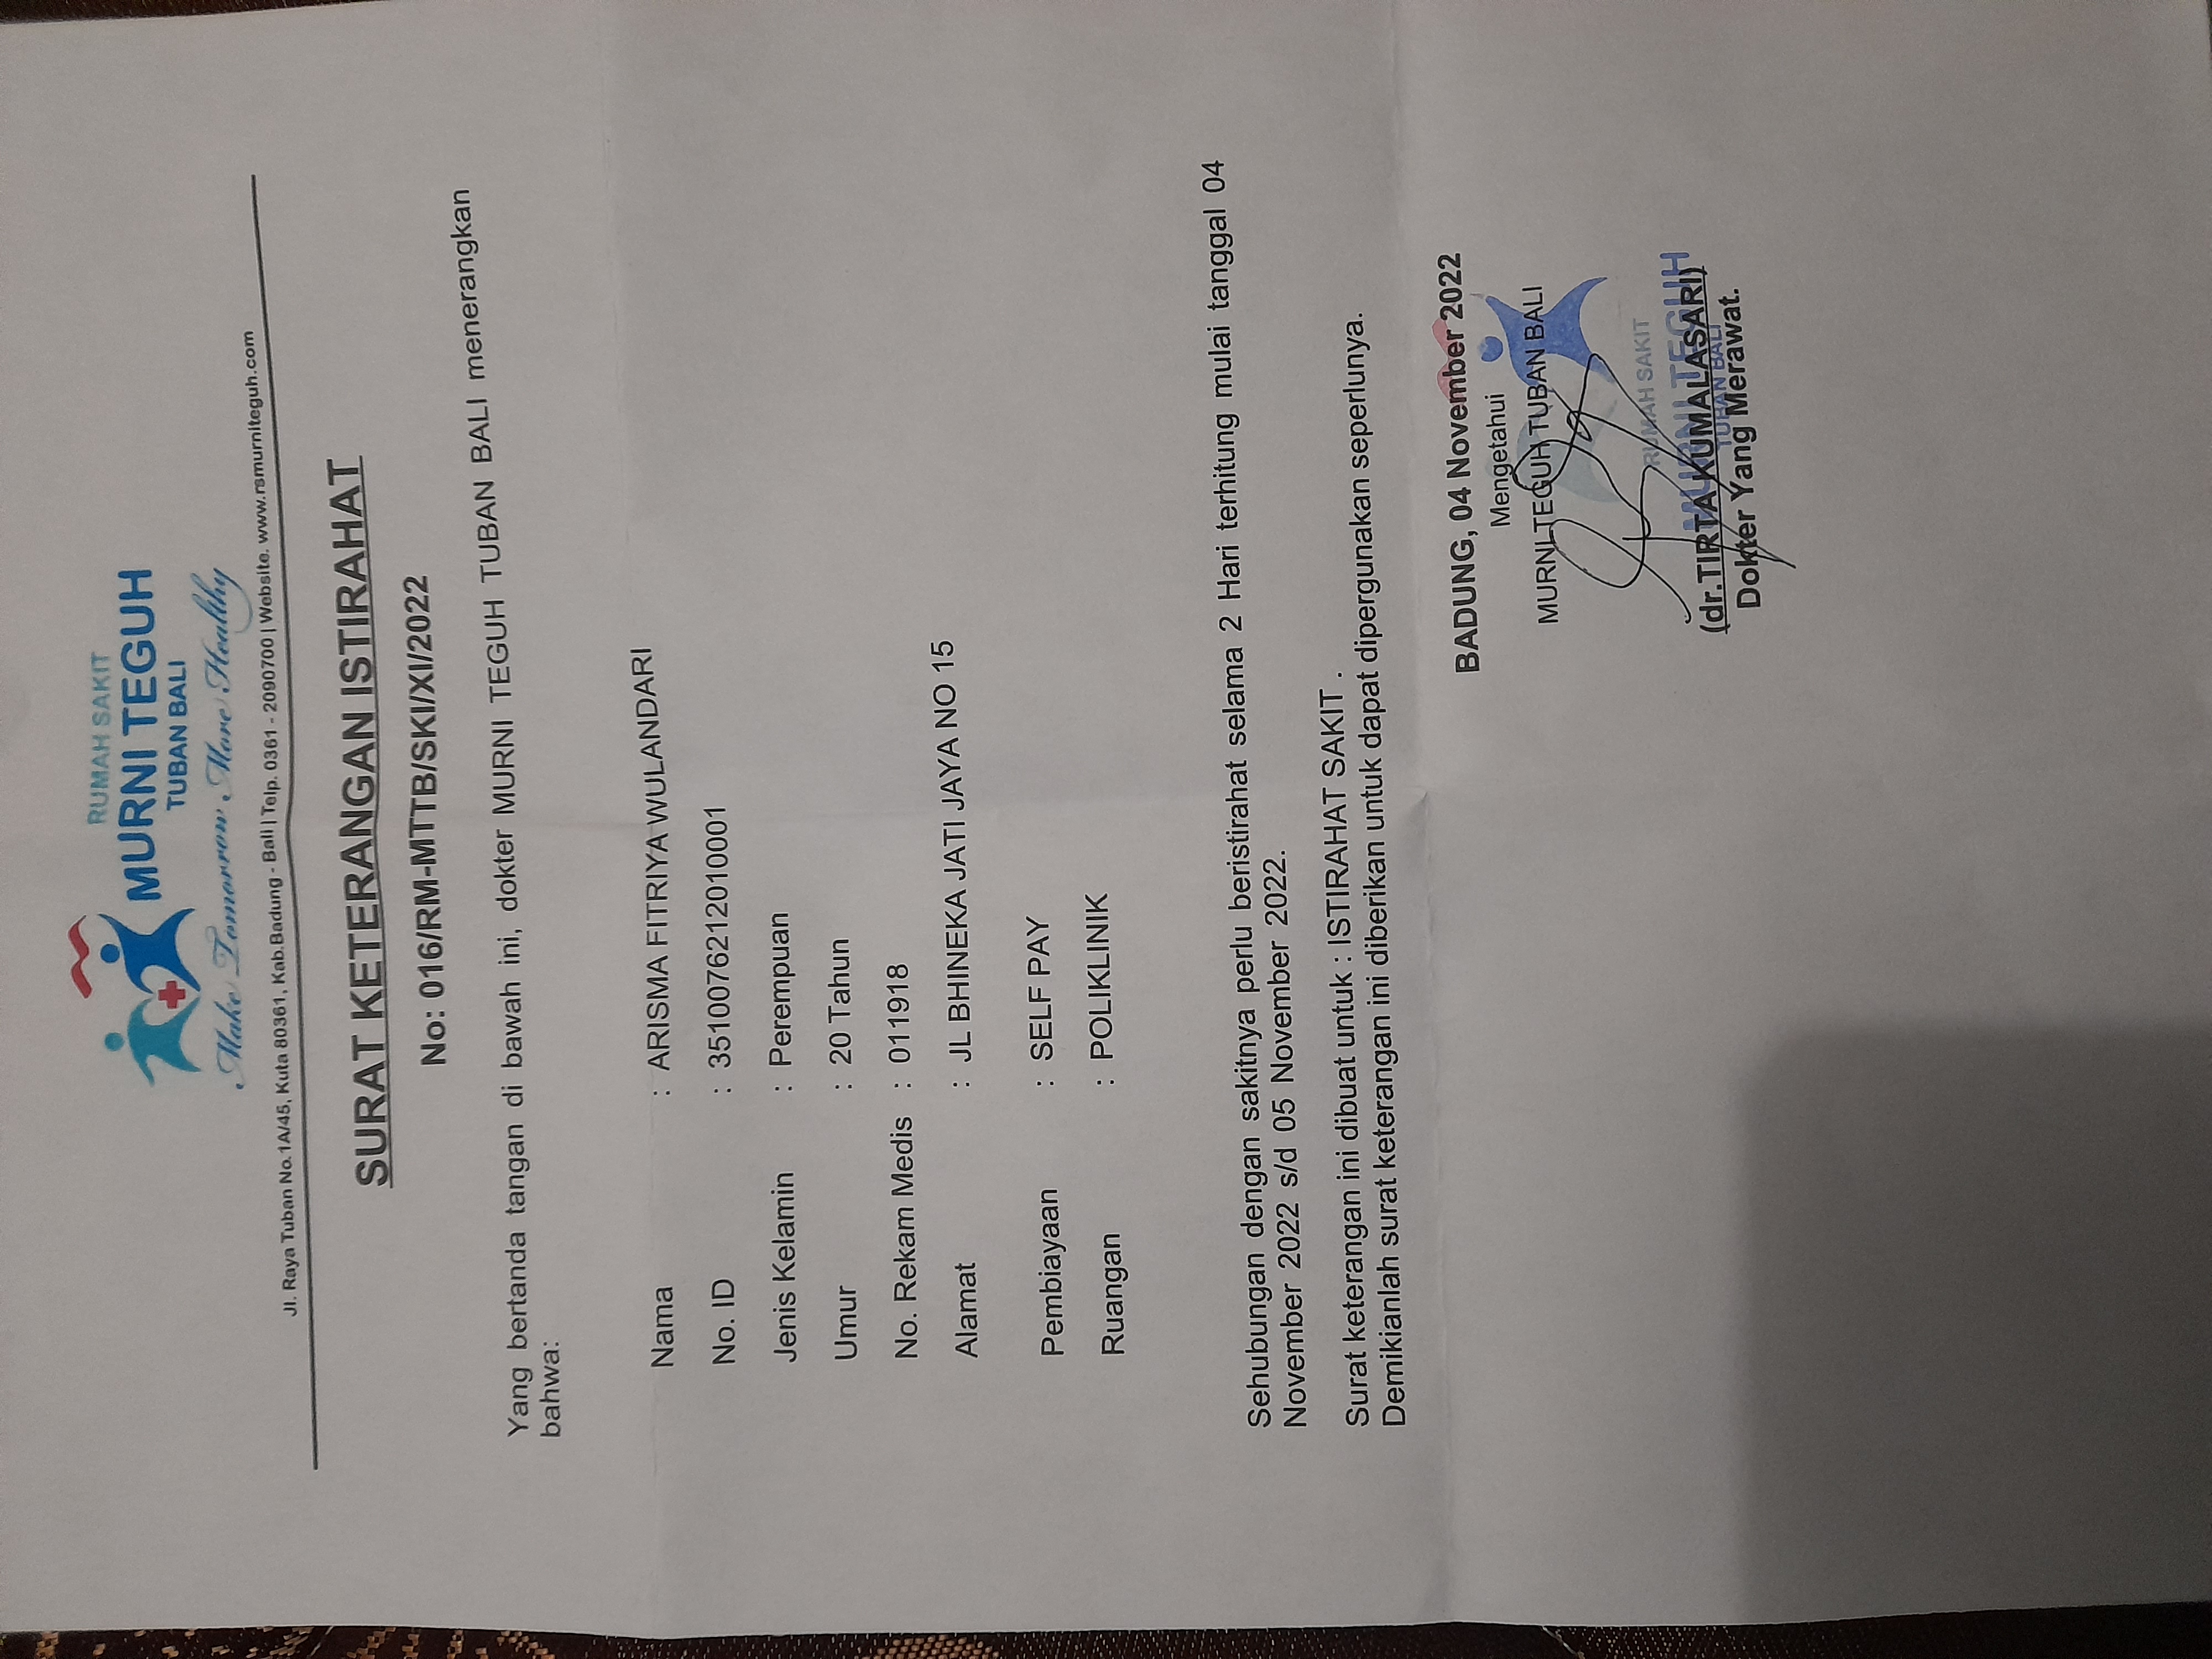 RUMAH SAKIT
MURNI TEGUH
TUBAN BALI
Make Tomorrow More Healthy
Jl. Raya Tuban No.1A/45, Kuta 80361, Kab.Badung - Bali | Telp. 0361 - 2090700 | Website. www.rsmurniteguh.com
SURAT KETERANGAN ISTIRAHAT
No: 016/RM-MTTB/SKI/XI/2022
Yang bertanda tangan di bawah ini, dokter MURNI TEGUH TUBAN BALI menerangkan
bahwa:
Nama : ARISMA FITRIYA WULANDARI
No. ID : 3510076212010001
Jenis Kelamin : Perempuan
Umur : 20 Tahun
No. Rekam Medis : 011918
Alamat : JL BHINEKA JATI JAYA NO 15
Pembiayaan : SELF PAY
Ruangan : POLIKLINIK
Sehubungan dengan sakitnya perlu beristirahat selama 2 Hari terhitung mulai tanggal 04
November 2022 s/d 05 November 2022.
Surat keterangan ini dibuat untuk : ISTIRAHAT SAKIT .
Demikianlah surat keterangan ini diberikan untuk dapat dipergunakan seperlunya.
BADUNG, 04 November 2022
Mengetahui
MURNI TEGUH TUBAN BALI
RUMAH SAKIT
MURNI TEGUH
(dr.TIRTA KUMALASARI)
TUBAN BALI
Dokter Yang Merawat.